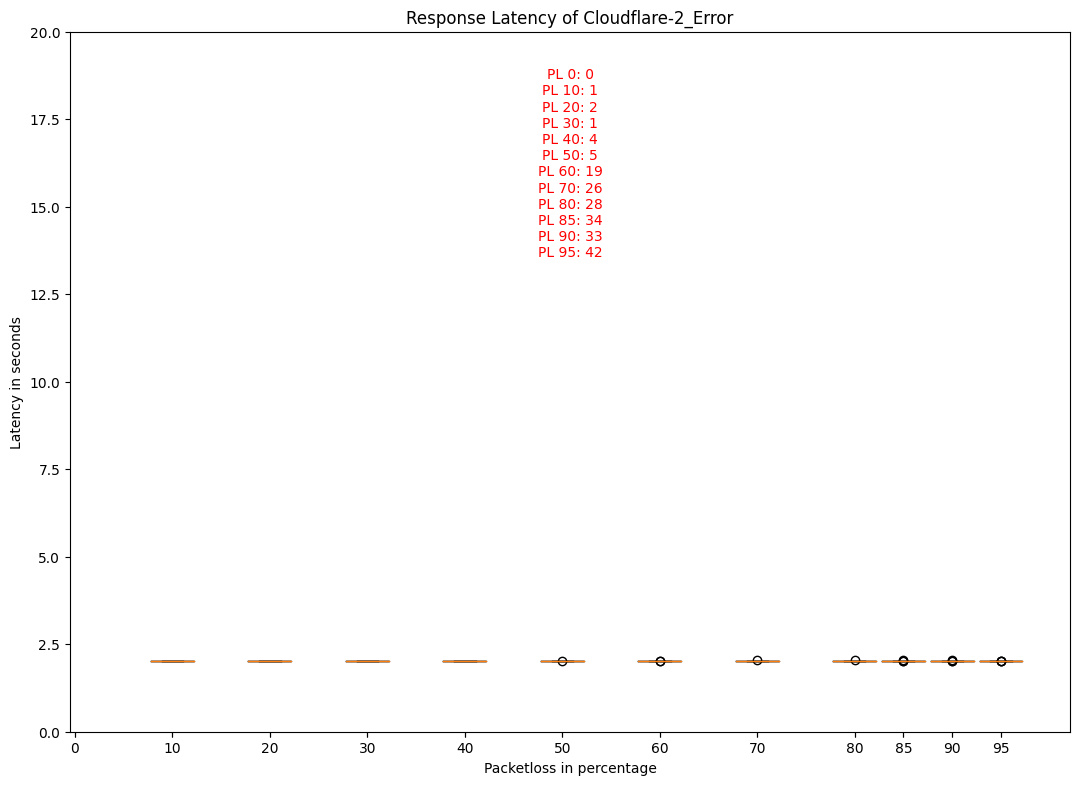 Response Latency of Cloudflare-2_Error
20.0
17.5
15.0
12.5
10.0
7.5
5.0
2.5
0.0
Latency in seconds
PL 0: 0
PL 10: 1
PL 20: 2
PL 30: 1
PL 40: 4
PL 50: 5
PL 60: 19
PL 70: 26
PL 80: 28
PL 85: 34
PL 90: 33
PL 95: 42
0 10 20 30 40 50 60 70 80 85 90 95
Packetloss in percentage